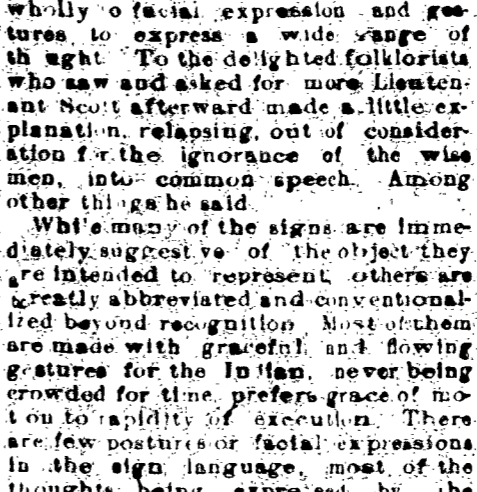 wholly to facial expression and ges-
tures, to express a wide range of
thought. To the delighted folklorists
who saw and asked for more Lieuten-
ant Scott afterward made a little ex-
planation, relapsing, out of consider-
ation for the ignorance of the wise
men, into common speech. Among
other things he said
While many of the signs are imme-
diately suggestive of the object they
are intended to represent, others are
greatly abbreviated and conventional-
ized beyond recognition. Most of them
are made with graceful and flowing
gestures for the Indian, never being
crowded for time, prefers grace of mo-
tion to rapidity of execution. There
are few postures or facial expressions
in the sign language, most of the
thoughts being expressed by the